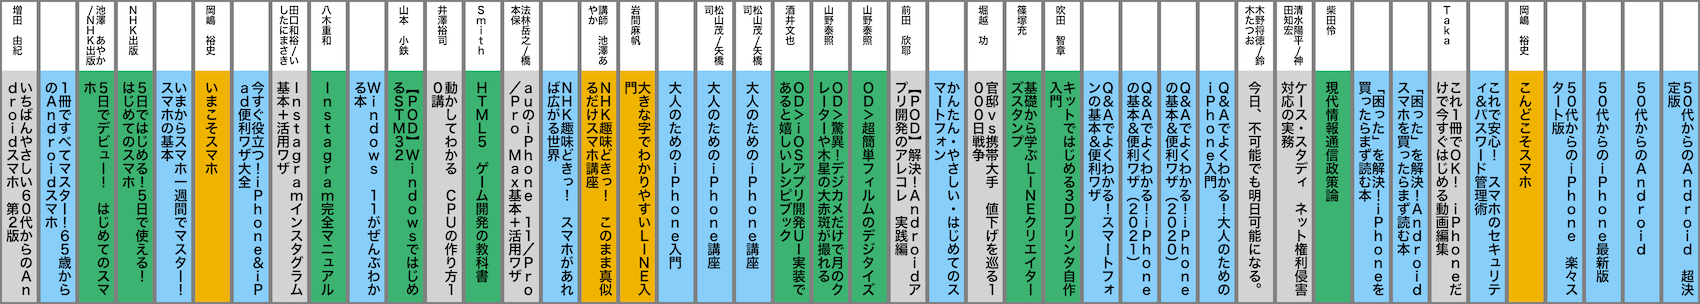 50代からのAndroid 超決
定版
50代からのAndroid
50代からのiPhone最新版
50代からのiPhone 楽々ス
タート版
岡嶋 裕史
こんどこそスマホ
これで安心! スマホのセキュリテ
ィ&パスワード管理術
Taka
これ1冊でOK! iPhoneだ
けで今すぐはじめる動画編集
「困った」を解決!Android
スマホを買ったらまず読む本
「困った」を解決!iPhoneを
買ったらまず読む本
柴田怜
現代情報通信政策論
清水陽平/神
田知宏
ケース・スタディ ネット権利侵害
対応の実務
木野将徳/鈴
木たつお
今日、不可能でも明日可能になる。
Q&Aでよくわかる!大人のための
iPhone入門
Q&Aでよくわかる!iPhone
の基本&便利ワザ(2020)
Q&Aでよくわかる!iPhone
の基本&便利ワザ(2021)
Q&Aでよくわかる!スマートフォ
ンの基本&便利ワザ
吹田 智章
キットではじめる3Dプリンタ自作
入門
篠塚充
基礎から学ぶLINEクリエイター
ズスタンプ
堀越 功
官邸vs携帯大手 値下げを巡る1
000日戦争
かんたん・やさしい・はじめてのス
マートフォン
前田 欣耶
【POD】解決!Androidア
プリ開発のアレコレ 実践編
山野泰照
OD>超簡単フィルムのデジタイズ
山野泰照
OD>驚異!デジカメだけで月のク
レーターや木星の大赤斑が撮れる
酒井文也
OD>iOSアプリ開発UI実装で
あると嬉しいレシピブック
松山茂/矢橋
司
大人のためのiPhone講座
松山茂/矢橋
司
大人のためのiPhone講座
大人のためのiPhone入門
岩間麻帆
大きな字でわかりやすいLINE入
門
講師 池澤あ
やか
NHK趣味どきっ! このまま真似
るだけスマホ講座
NHK趣味どきっ! スマホがあれ
ば広がる世界
法林岳之/橋
本保
auのiPhone 11/Pro
/Pro Max基本+活用ワザ
Smith
HTML5 ゲーム開発の教科書
井澤裕司
動かしてわかる CPUの作り方1
0講
山本 小鉄
【POD】Windowsではじめ
るSTM32
Windows 11がぜんぶわか
る本
八木重和
Instagram完全マニュアル
田口和裕/い
したにまさき
Instagramインスタグラム
基本+活用ワザ
今すぐ役立つ!iPhone&iP
ad便利ワザ大全
岡嶋 裕史
いまこそスマホ
いまからスマホ一週間でマスター!
スマホの基本
NHK出版
5日ではじめる!5日で使える!
はじめてのスマホ
池澤 あやか
/NHK出版
5日でデビュー! はじめてのスマ
ホ
1冊ですべてマスター!65歳から
のAndroidスマホ
増田 由紀
いちばんやさしい60代からのAn
droidスマホ 第2版